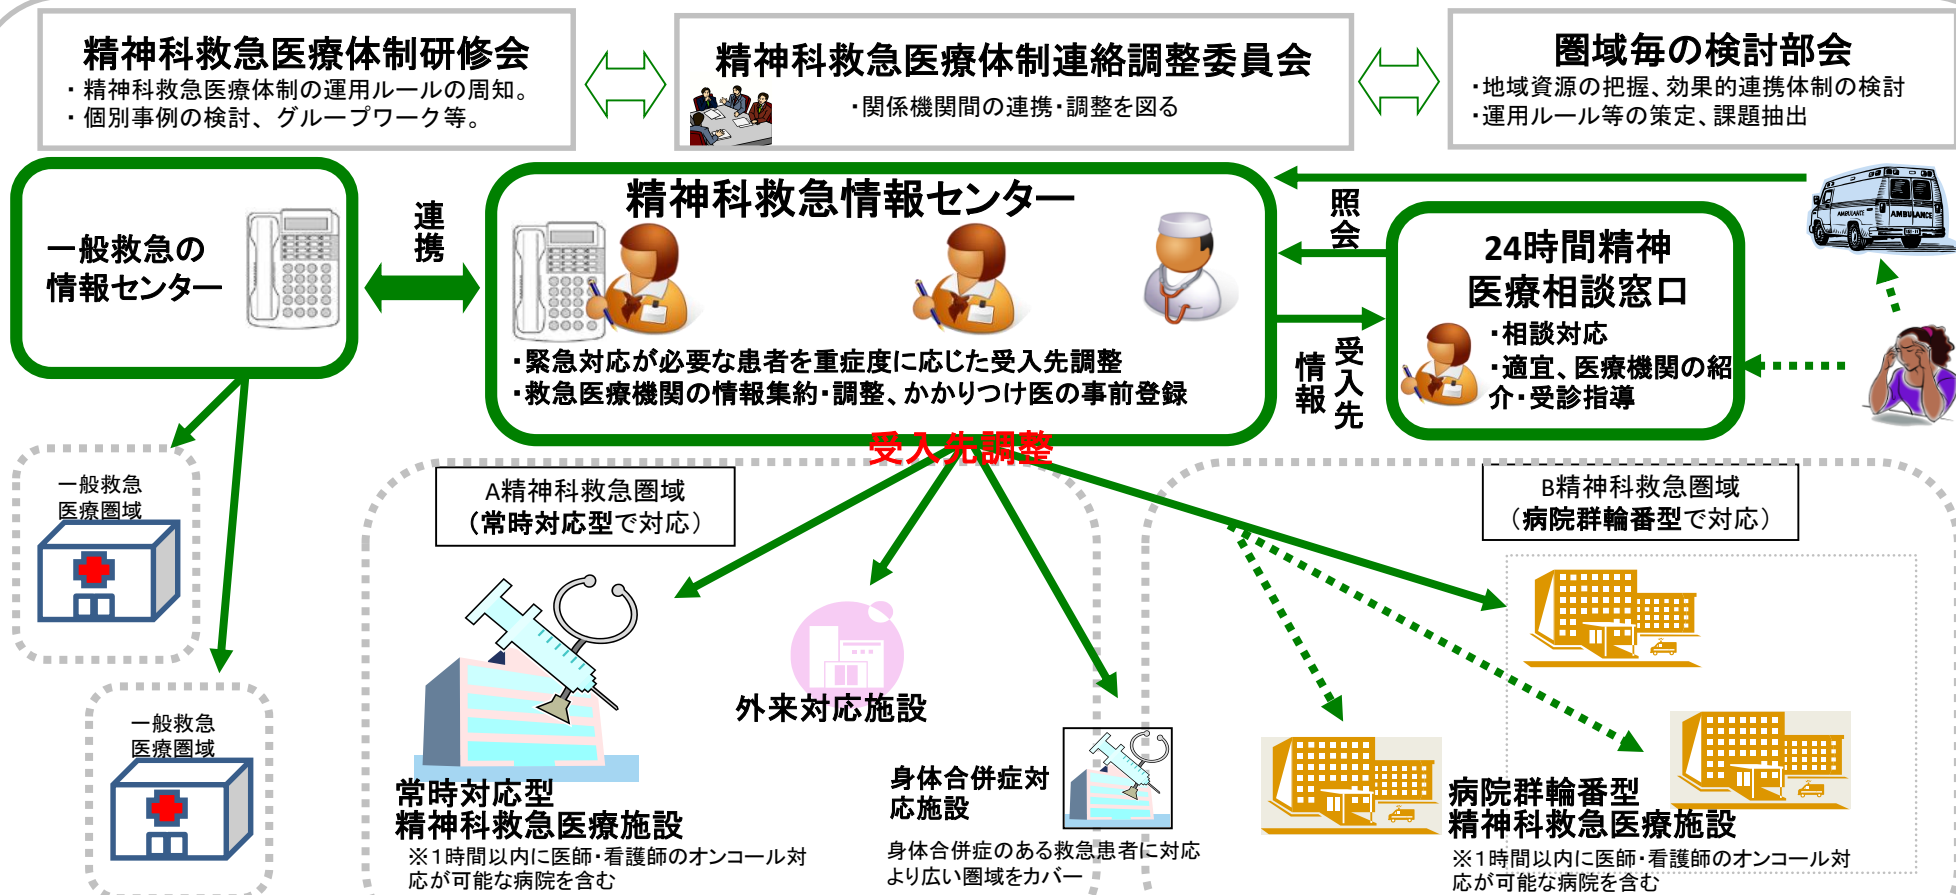 精神科救急医療体制研修会
・精神科救急医療体制の運用ルールの周知。
・個別事例の検討、グループワーク等。
精神科救急医療体制連絡調整委員会
・関係機関間の連携・調整を図る
圏域毎の検討部会
・地域資源の把握、効果的連携体制の検討
・運用ルール等の策定、課題抽出
一般救急の
情報センター
連携
精神科救急情報センター
・緊急対応が必要な患者を重症度に応じた受入先調整
・救急医療機関の情報集約・調整、かかりつけ医の事前登録
照会
受入先
情報
24時間精神
医療相談窓口
・相談対応
・適宜、医療機関の紹
介・受診指導
AMBULANCE
AMBULANCE
受入先調整
一般救急
医療圏域
一般救急
医療圏域
A精神科救急圏域
（常時対応型で対応）
B精神科救急圏域
（病院群輪番型で対応）
外来対応施設
常時対応型
精神科救急医療施設
※1時間以内に医師・看護師のオンコール対
応が可能な病院を含む
身体合併症対
応施設
身体合併症のある救急患者に対応
より広い圏域をカバー
病院群輪番型
精神科救急医療施設
※1時間以内に医師・看護師のオンコール対
応が可能な病院を含む